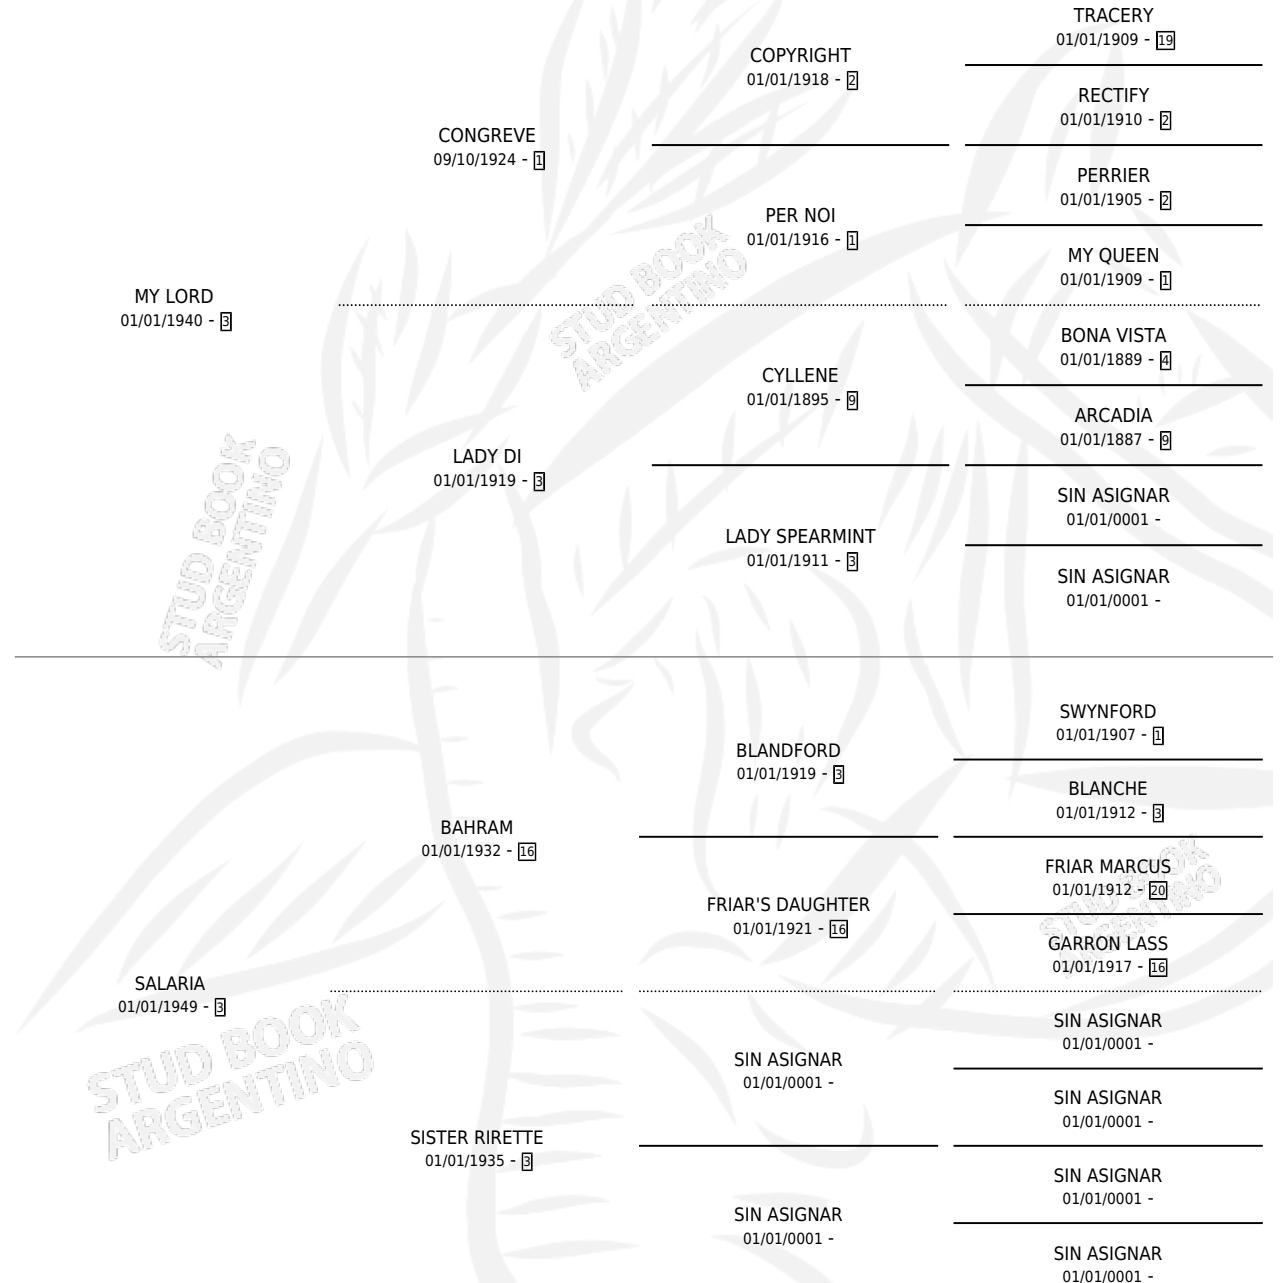 TRACERY
01/01/1909 - 19
COPYRIGHT
01/01/1918 - 2
RECTIFY
01/01/1910 - 2
CONGREVE
09/10/1924 - 1
PERRIER
01/01/1905 - 2
PER NOI
01/01/1916 - 1
MY QUEEN
01/01/1909 - 1
MY LORD
01/01/1940 - 3
BONA VISTA
01/01/1889 - 4
CYLLENE
01/01/1895 - 9
ARCADIA
01/01/1887 - 9
LADY DI
01/01/1919 - 3
SIN ASIGNAR
01/01/0001 -
LADY SPEARMINT
01/01/1911 - 3
SIN ASIGNAR
01/01/0001 -
SWYNFORD
01/01/1907 - 1
BLANDFORD
01/01/1919 - 3
BLANCHE
01/01/1912 - 3
BAHRAM
01/01/1932 - 16
FRIAR MARCUS
01/01/1912 - 20
FRIAR'S DAUGHTER
01/01/1921 - 16
GARRON LASS
01/01/1917 - 16
SALARIA
01/01/1949 - 3
SIN ASIGNAR
01/01/0001 -
SIN ASIGNAR
01/01/0001 -
SIN ASIGNAR
01/01/0001 -
SISTER RIRETTE
01/01/1935 - 3
SIN ASIGNAR
01/01/0001 -
SIN ASIGNAR
01/01/0001 -
SIN ASIGNAR
01/01/0001 -
STUD BOOK
ARGENTINO
STUD BOOK
ARGENTINO
STUD BOOK
ARGENTINO
STUD BOOK
ARGENTINO